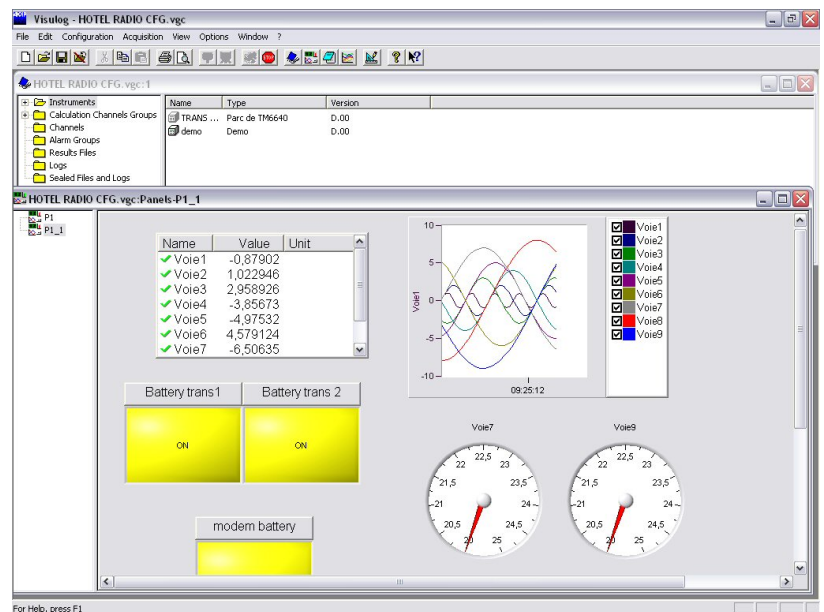 Visulog - HOTEL RADIO CFG.vgc
File Edit Configuration Acquisition View Options Window ?
STOP
HOTEL RADIO CFG.vgc:1
Instruments
Calculation Channels Groups
Channels
Alarm Groups
Results Files
Logs
Sealed Files and Logs
Name Type Version
TRANS ... Parc de TM6640 D.00
demo Demo D.00
HOTEL RADIO CFG.vgc:Panels-P1_1
P1
P1_1
Name Value Unit
Voie1 -0,87902
Voie2 1,022946
Voie3 2,958926
Voie4 -3,85673
Voie5 -4,97532
Voie6 4,579124
Voie7 -6,50635
10
5
0
-5
-10
Voie1
09:25:12
Voie1
Voie2
Voie3
Voie4
Voie5
Voie6
Voie7
Voie8
Voie9
Battery trans1 Battery trans 2
ON ON
modem battery
Voie7
20 20,5 21 21,5 22 22,5 23 23,5 24 24,5 25
Voie9
20 20,5 21 21,5 22 22,5 23 23,5 24 24,5 25
For Help, press F1